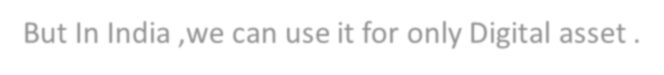 But In India ,we can use it for only Digital asset .